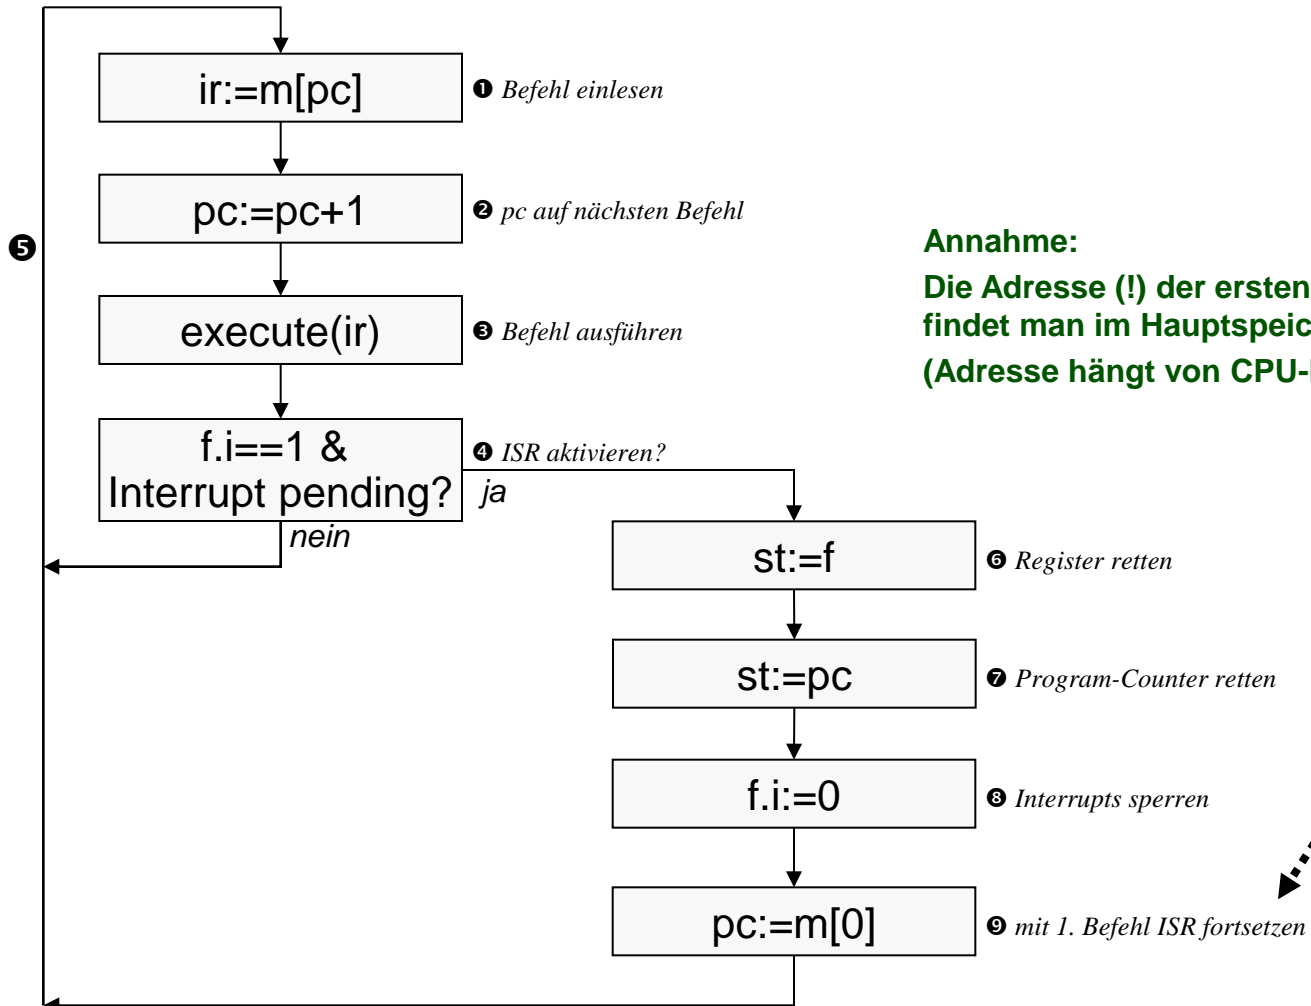 ir:=m[pc]
❶ Befehl einlesen
pc:=pc+1
❷ pc auf nächsten Befehl
❺
execute(ir)
❸ Befehl ausführen
f.i==1 &
Interrupt pending?
❹ ISR aktivieren?
ja
nein
Annahme:
Die Adresse (!) der ersten
findet man im
(Adresse hängt von
st:=f
❻ Register retten
st:=pc
❼ Program-Counter retten
f.i:=0
❽ Interrupts sperren
pc:=m[0]
❾ mit 1. Befehl ISR fortsetzen